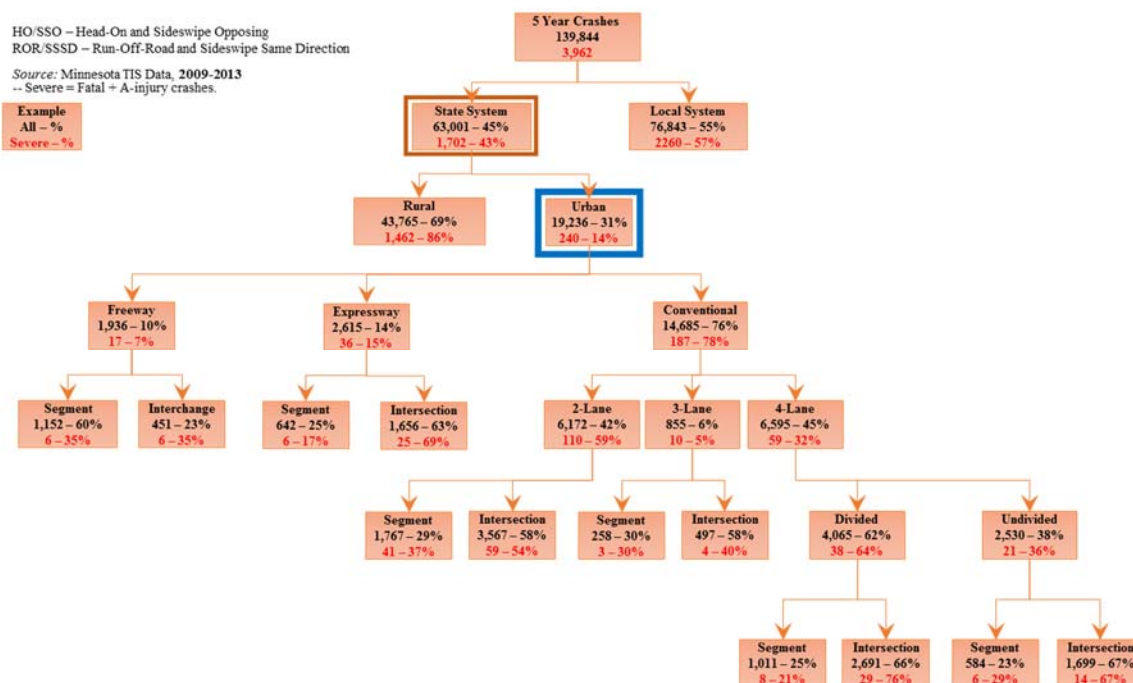 HO/SSO – Head-On and Sideswipe Opposing
ROR/SSSD – Run-Off-Road and Sideswipe Same Direction
Source: Minnesota TIS Data, 2009-2013
-- Severe = Fatal + A-injury crashes.
Example
All – %
Severe – %
5 Year Crashes
139,844
3,962
State System
63,001 – 45%
1,702 – 43%
Local System
76,843 – 55%
2260 – 57%
Rural
43,765 – 69%
1,462 – 86%
Urban
19,236 – 31%
240 – 14%
Freeway
1,936 – 10%
17 – 7%
Expressway
2,615 – 14%
36 – 15%
Conventional
14,685 – 76%
187 – 78%
Segment
1,152 – 60%
6 – 35%
Interchange
451 – 23%
6 – 35%
Segment
642 – 25%
6 – 17%
Intersection
1,656 – 63%
25 – 69%
2-Lane
6,172 – 42%
110 – 59%
3-Lane
855 – 6%
10 – 5%
4-Lane
6,595 – 45%
59 – 32%
Segment
1,767 – 29%
41 – 37%
Intersection
3,567 – 58%
59 – 54%
Segment
258 – 30%
3 – 30%
Intersection
497 – 58%
4 – 40%
Divided
4,065 – 62%
38 – 64%
Undivided
2,530 – 38%
21 – 36%
Segment
1,011 – 25%
8 – 21%
Intersection
2,691 – 66%
29 – 76%
Segment
584 – 23%
6 – 29%
Intersection
1,699 – 67%
14 – 67%